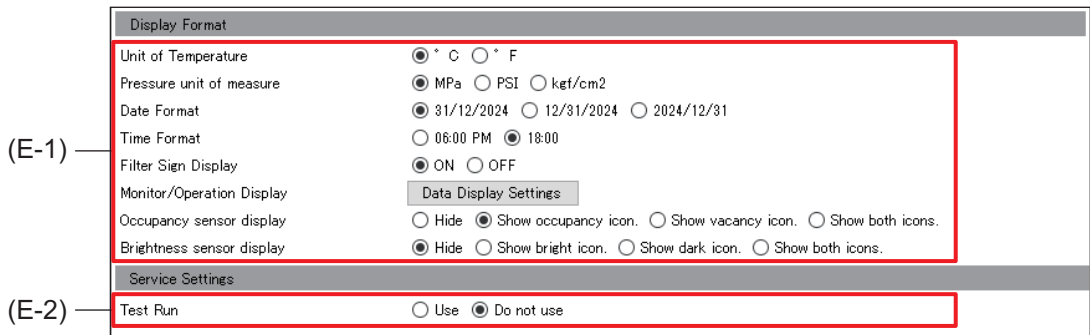 Display Format
Unit of Temperature ° C ° F
Pressure unit of measure MPa PSI kgf/cm2
Date Format 31/12/2024 12/31/2024 2024/12/31
(E-1) Time Format 06:00 PM 18:00
Filter Sign Display ON OFF
Monitor/Operation Display Data Display Settings
Occupancy sensor display Hide Show occupancy icon. Show vacancy icon. Show both icons.
Brightness sensor display Hide Show bright icon. Show dark icon. Show both icons.
Service Settings
(E-2) Test Run Use Do not use